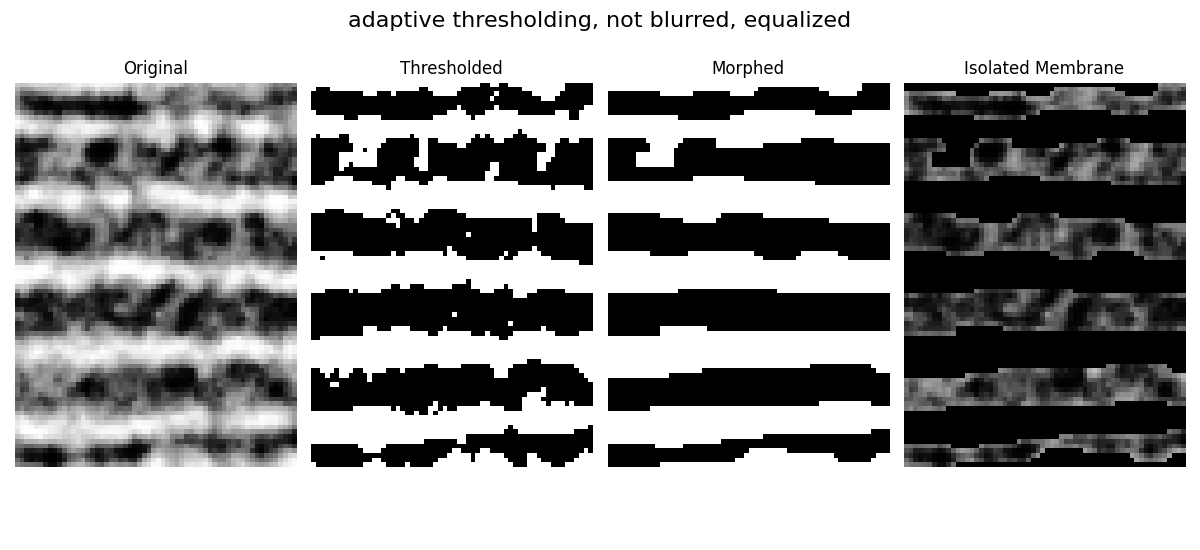 adaptive thresholding, not blurred, equalized
Original
Thresholded
Morphed
Isolated Membrane